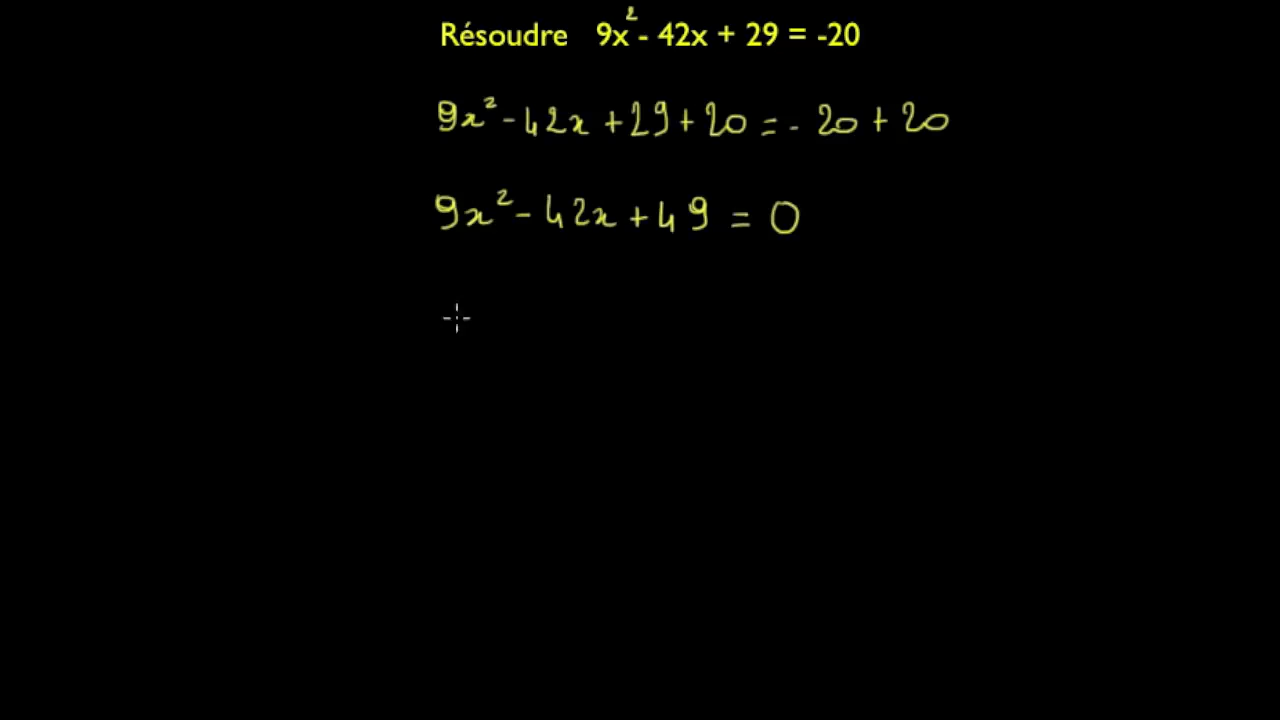 Résoudre 9x² - 42x + 29 = -20
9x² - 42x + 29 + 20 = - 20 + 20
9x² - 42x + 49 = 0